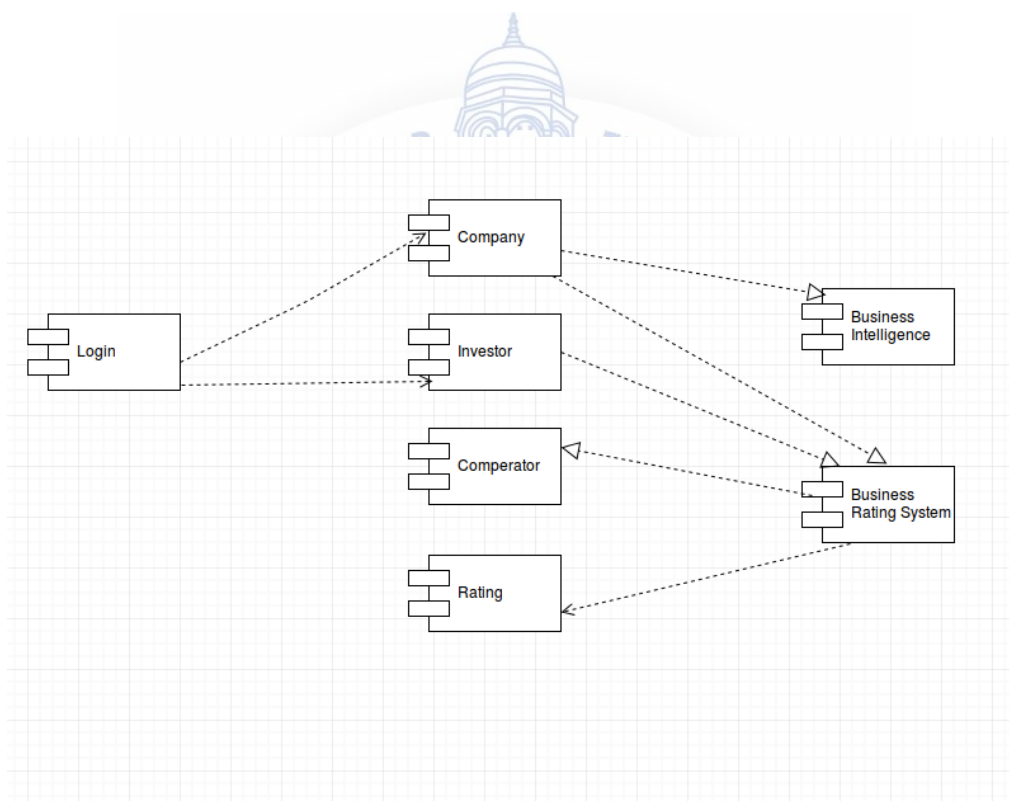 Company
Business
Intelligence
Login
Investor
Comperator
Business
Rating System
Rating